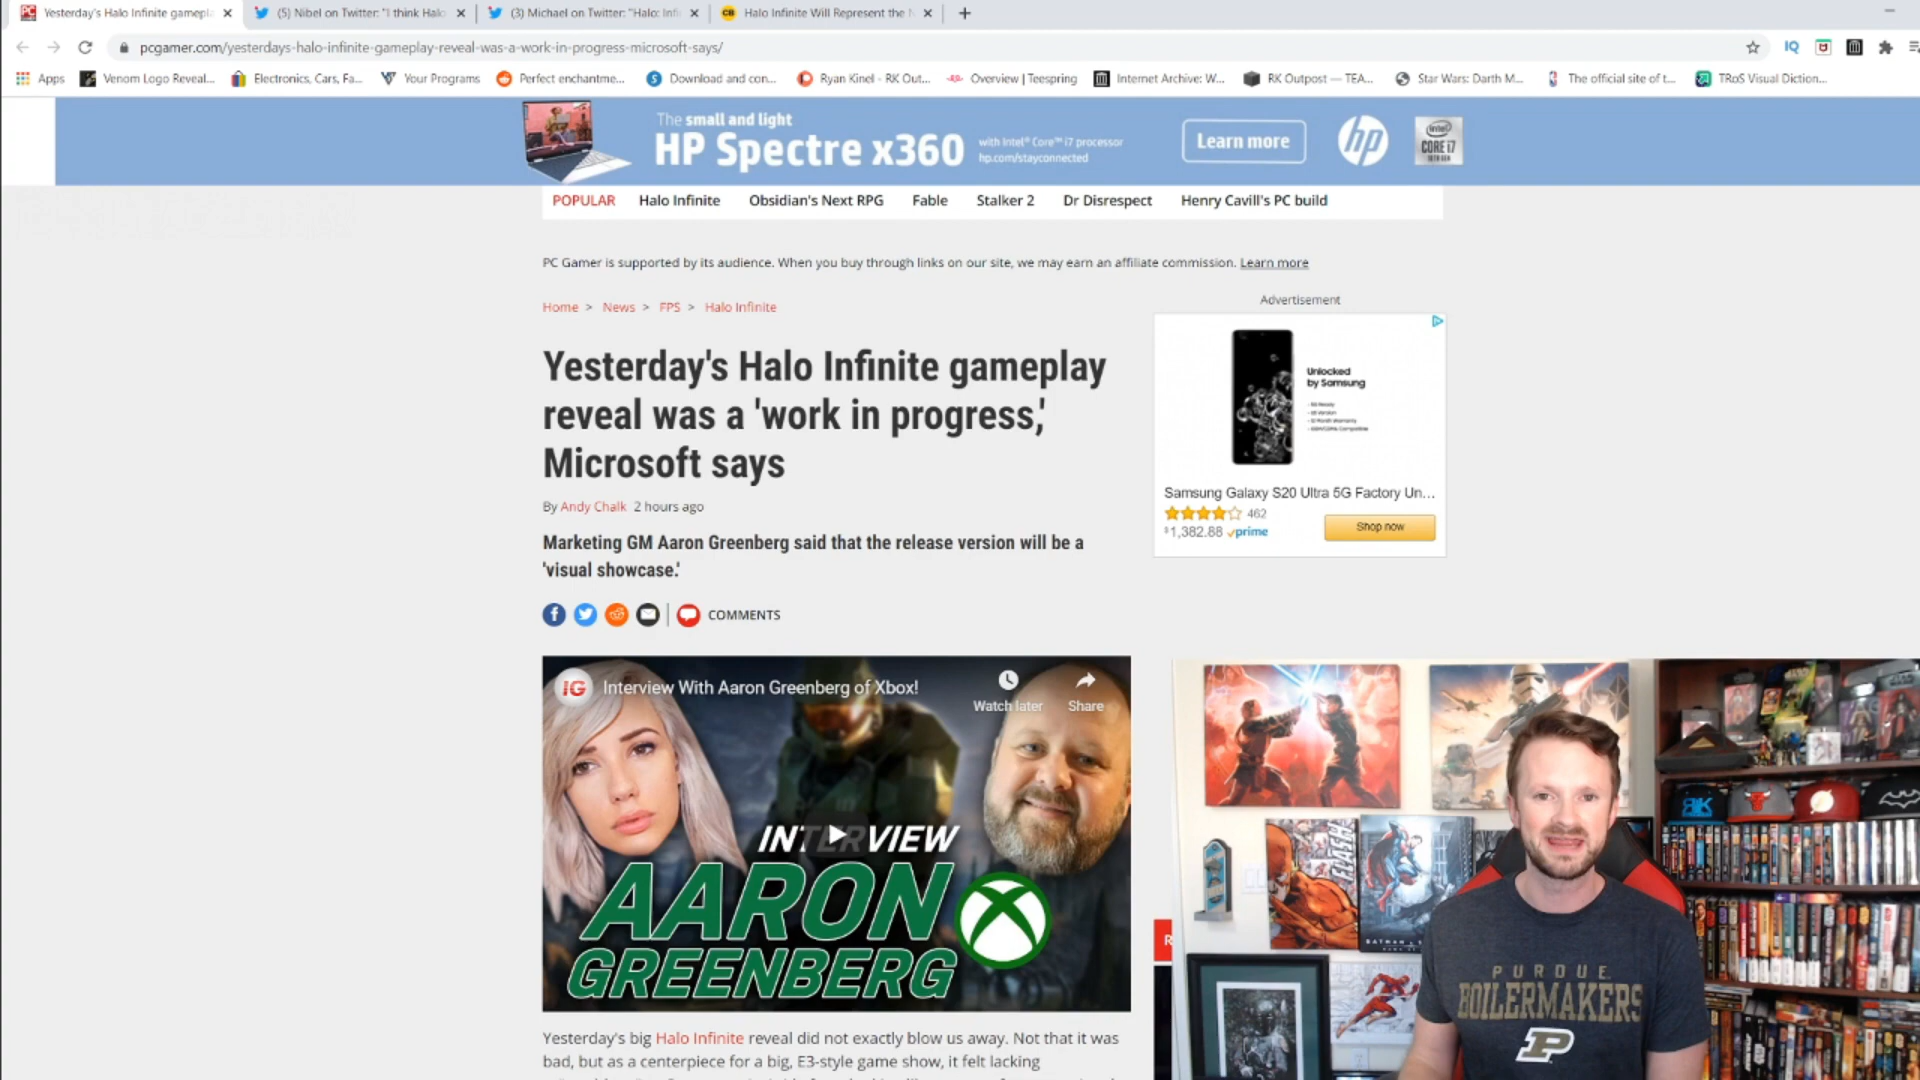 Yesterday's Halo Infinite gamepl
(5) Nibel on Twitter: "I think Halo
(3) Michael on Twitter: "Halo: Infi
Halo Infinite Will Represent the N
pcgamer.com/yesterdays-halo-infinite-gameplay-reveal-was-a-work-in-progress-microsoft-says/
IQ
Apps
Venom Logo Reveal...
Electronics, Cars, Fa...
Your Programs
Perfect enchantme...
Download and con...
Ryan Kinel - RK Out...
Overview | Teespring
Internet Archive: W...
RK Outpost — TEA...
Star Wars: Darth M...
The official site of t...
TRoS Visual Diction...
The small and light
HP Spectre x360
with Intel® Core™ i7 processor
hp.com/stayconnected
Learn more
hp
intel
CORE i7
POPULAR
Halo Infinite
Obsidian's Next RPG
Fable
Stalker 2
Dr Disrespect
Henry Cavill's PC build
PC Gamer is supported by its audience. When you buy through links on our site, we may earn an affiliate commission. Learn more
Home > News > FPS > Halo Infinite
Advertisement
Yesterday's Halo Infinite gameplay
reveal was a 'work in progress,'
Microsoft says
By Andy Chalk 2 hours ago
Marketing GM Aaron Greenberg said that the release version will be a
'visual showcase.'
COMMENTS
Unlocked
by Samsung
Samsung Galaxy S20 Ultra 5G Factory Un...
462
$1,382.88 prime
Shop now
IG
Interview With Aaron Greenberg of Xbox!
Watch later
Share
INTERVIEW
AARON
GREENBERG
Yesterday's big Halo Infinite reveal did not exactly blow us away. Not that it was
bad, but as a centerpiece for a big, E3-style game show, it felt lacking
FLASH
PURDUE
BOILERMAKERS
P